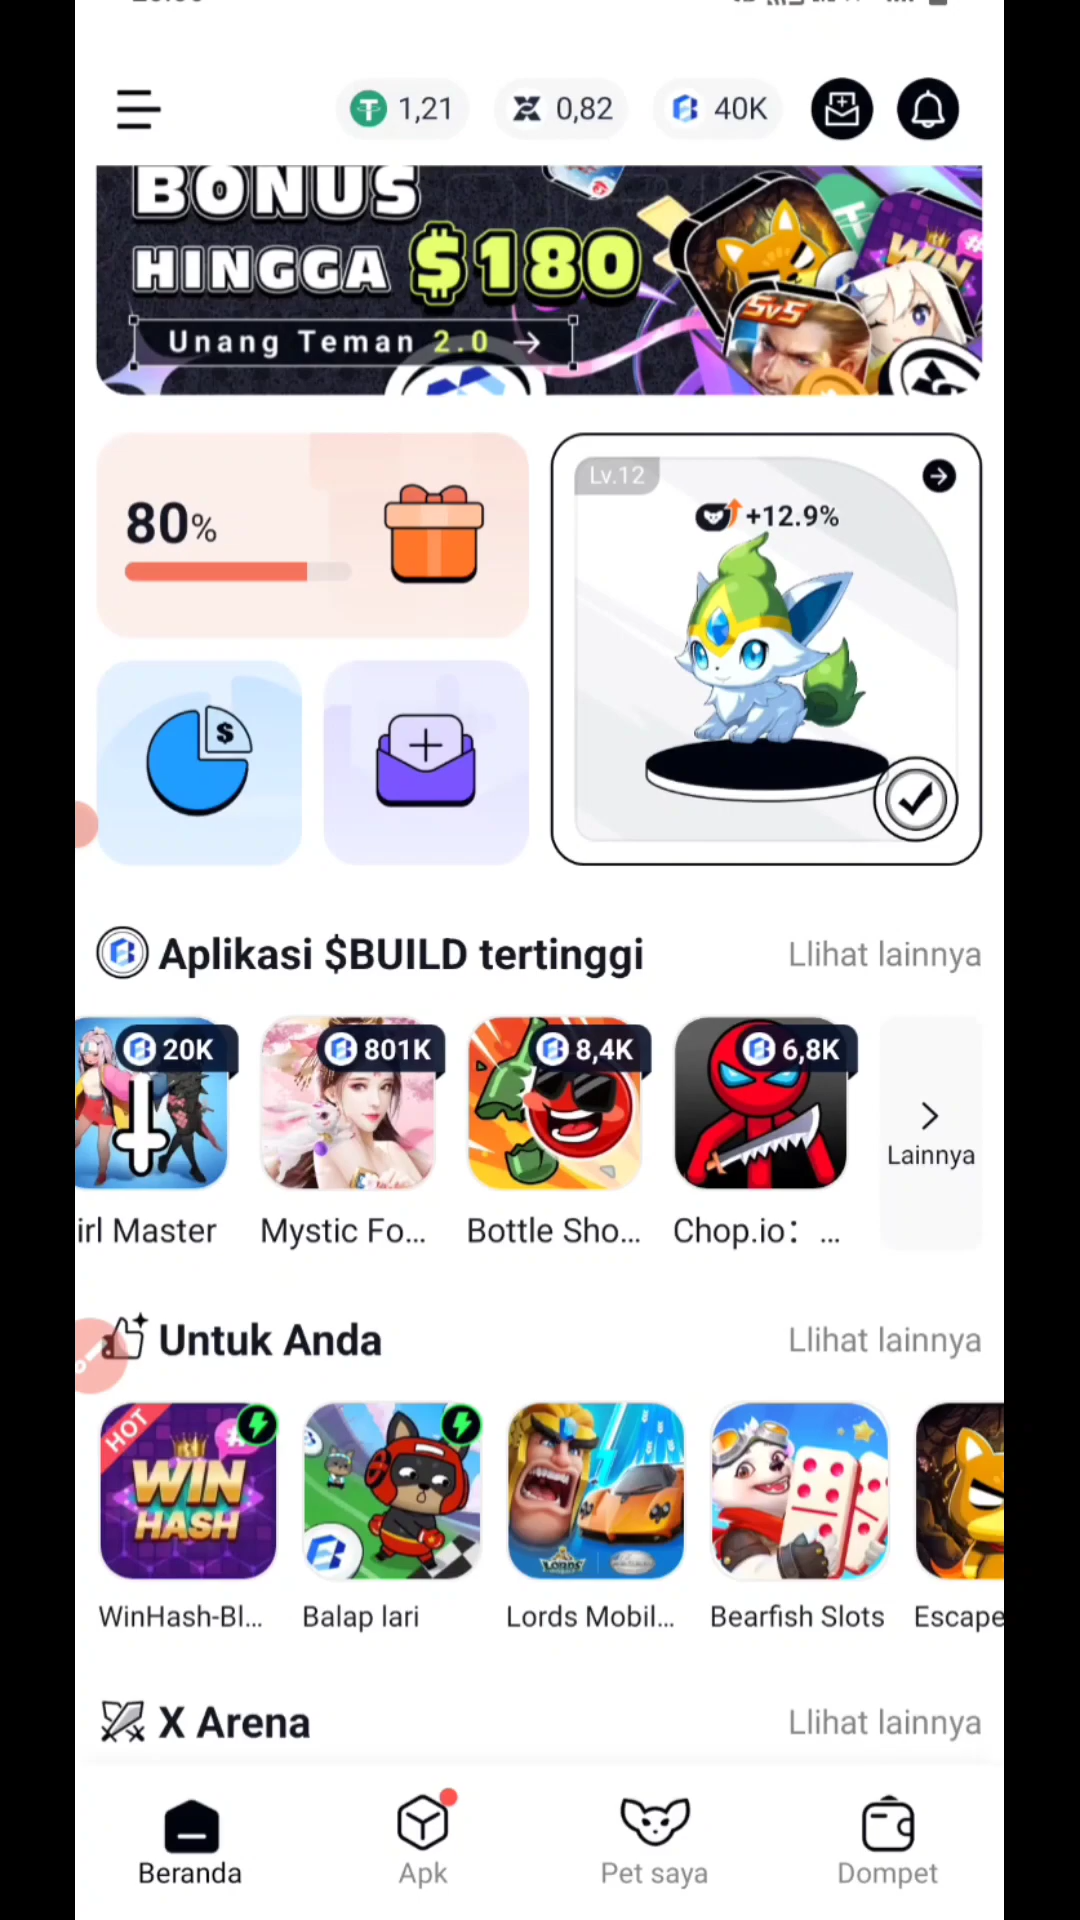 1,21
0,82
40K
BONUS
HINGGA $180
Unang Teman 2.0 →
WIN
5v5
80%
Lv.12
+12.9%
$
Aplikasi $BUILD tertinggi
Llihat lainnya
20K
801K
8,4K
6,8K
Lainnya
irl Master
Mystic Fo...
Bottle Sho...
Chop.io： ...
Untuk Anda
Llihat lainnya
HOT
WIN
HASH
LORDS
WinHash-Bl...
Balap lari
Lords Mobil...
Bearfish Slots
Escape
X Arena
Llihat lainnya
Beranda
Apk
Pet saya
Dompet